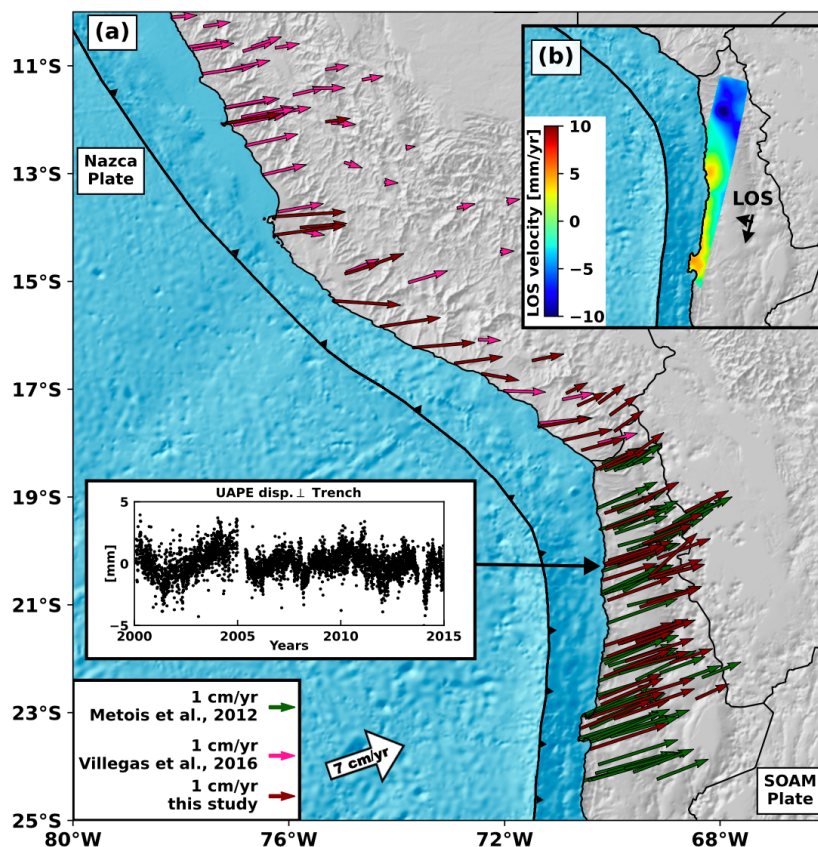 (a)
11°S
13°S
15°S
17°S
19°S
21°S
23°S
25°S
80°W
76°W
72°W
68°W
Nazca
Plate
(b)
10
5
0
−5
−10
LOS velocity [mm/yr]
LOS
UAPE disp. ⊥ Trench
5
0
−5
[mm]
2000
2005
2010
2015
Years
1 cm/yr
Metois et al., 2012
1 cm/yr
Villegas et al., 2016
1 cm/yr
this study
7 cm/yr
SOAM
Plate